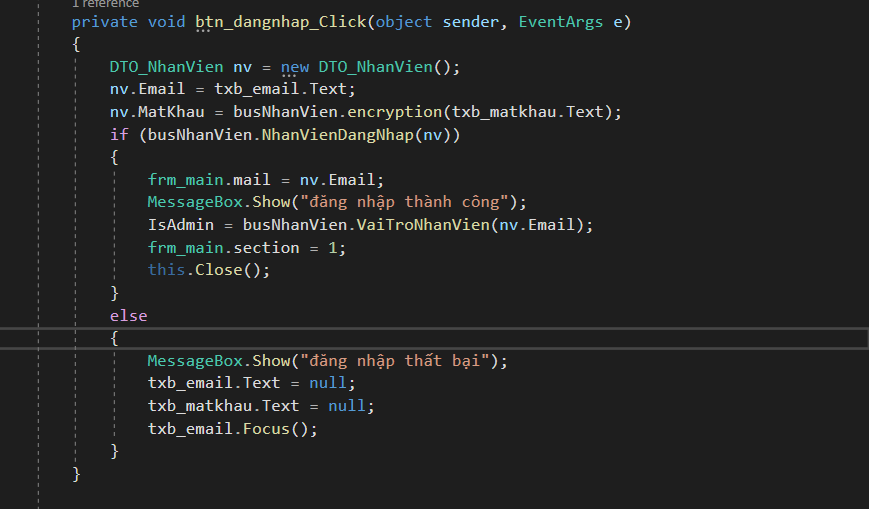 1 reference
private void btn_dangnhap_Click(object sender, EventArgs e)
{
DTO_NhanVien nv = new DTO_NhanVien();
nv.Email = txb_email.Text;
nv.MatKhau = busNhanVien.encryption(txb_matkhau.Text);
if (busNhanVien.NhanVienDangNhap(nv))
{
frm_main.mail = nv.Email;
MessageBox.Show("đăng nhập thành công");
IsAdmin = busNhanVien.VaiTroNhanVien(nv.Email);
frm_main.section = 1;
this.Close();
}
else
{
MessageBox.Show("đăng nhập thất bại");
txb_email.Text = null;
txb_matkhau.Text = null;
txb_email.Focus();
}
}